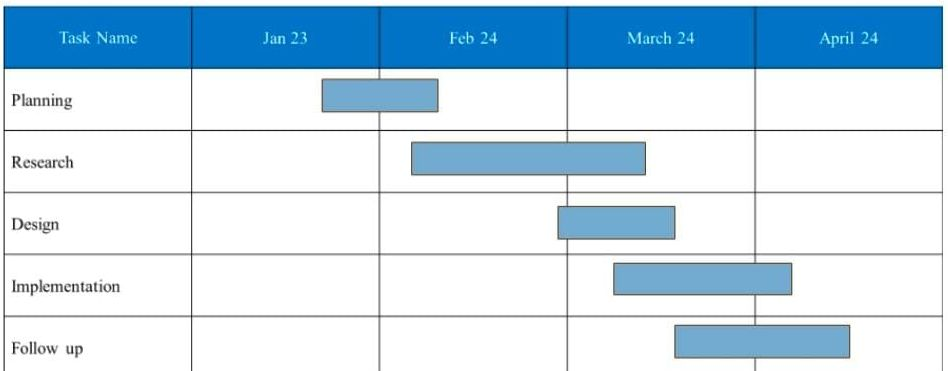 Task Name Jan 23 Feb 24 March 24 April 24
Planning
Research
Design
Implementation
Follow up